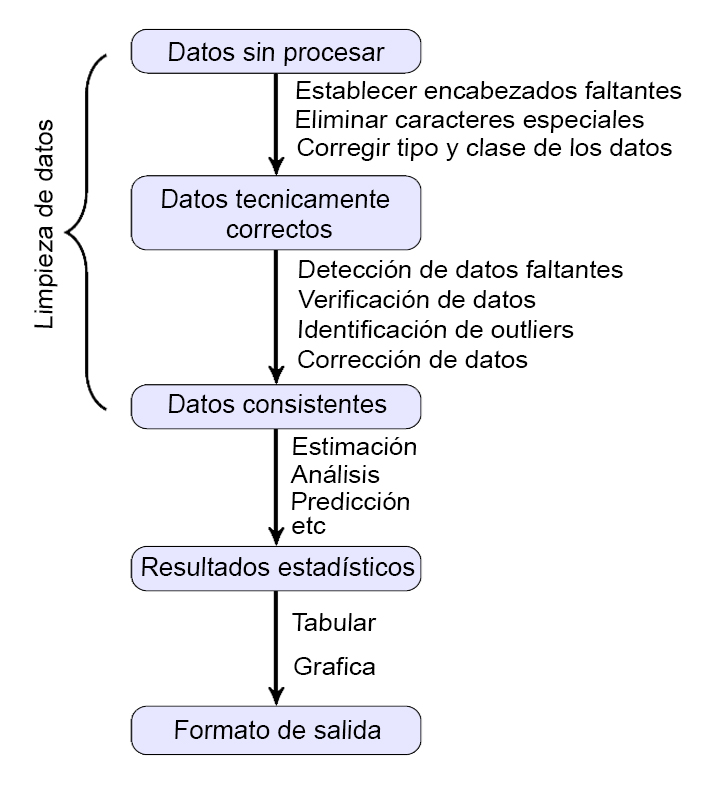 Datos sin procesar
Establecer encabezados faltantes
Eliminar caracteres especiales
Corregir tipo y clase de los datos
Limpieza de datos
Datos tecnicamente
correctos
Detección de datos faltantes
Verificación de datos
Identificación de outliers
Corrección de datos
Datos consistentes
Estimación
Análisis
Predicción
etc
Resultados estadísticos
Tabular
Grafica
Formato de salida